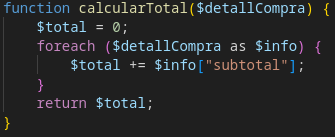 function calcularTotal($detallCompra) {
    $total = 0;
    foreach ($detallCompra as $info) {
        $total += $info["subtotal"];
    }
    return $total;
}